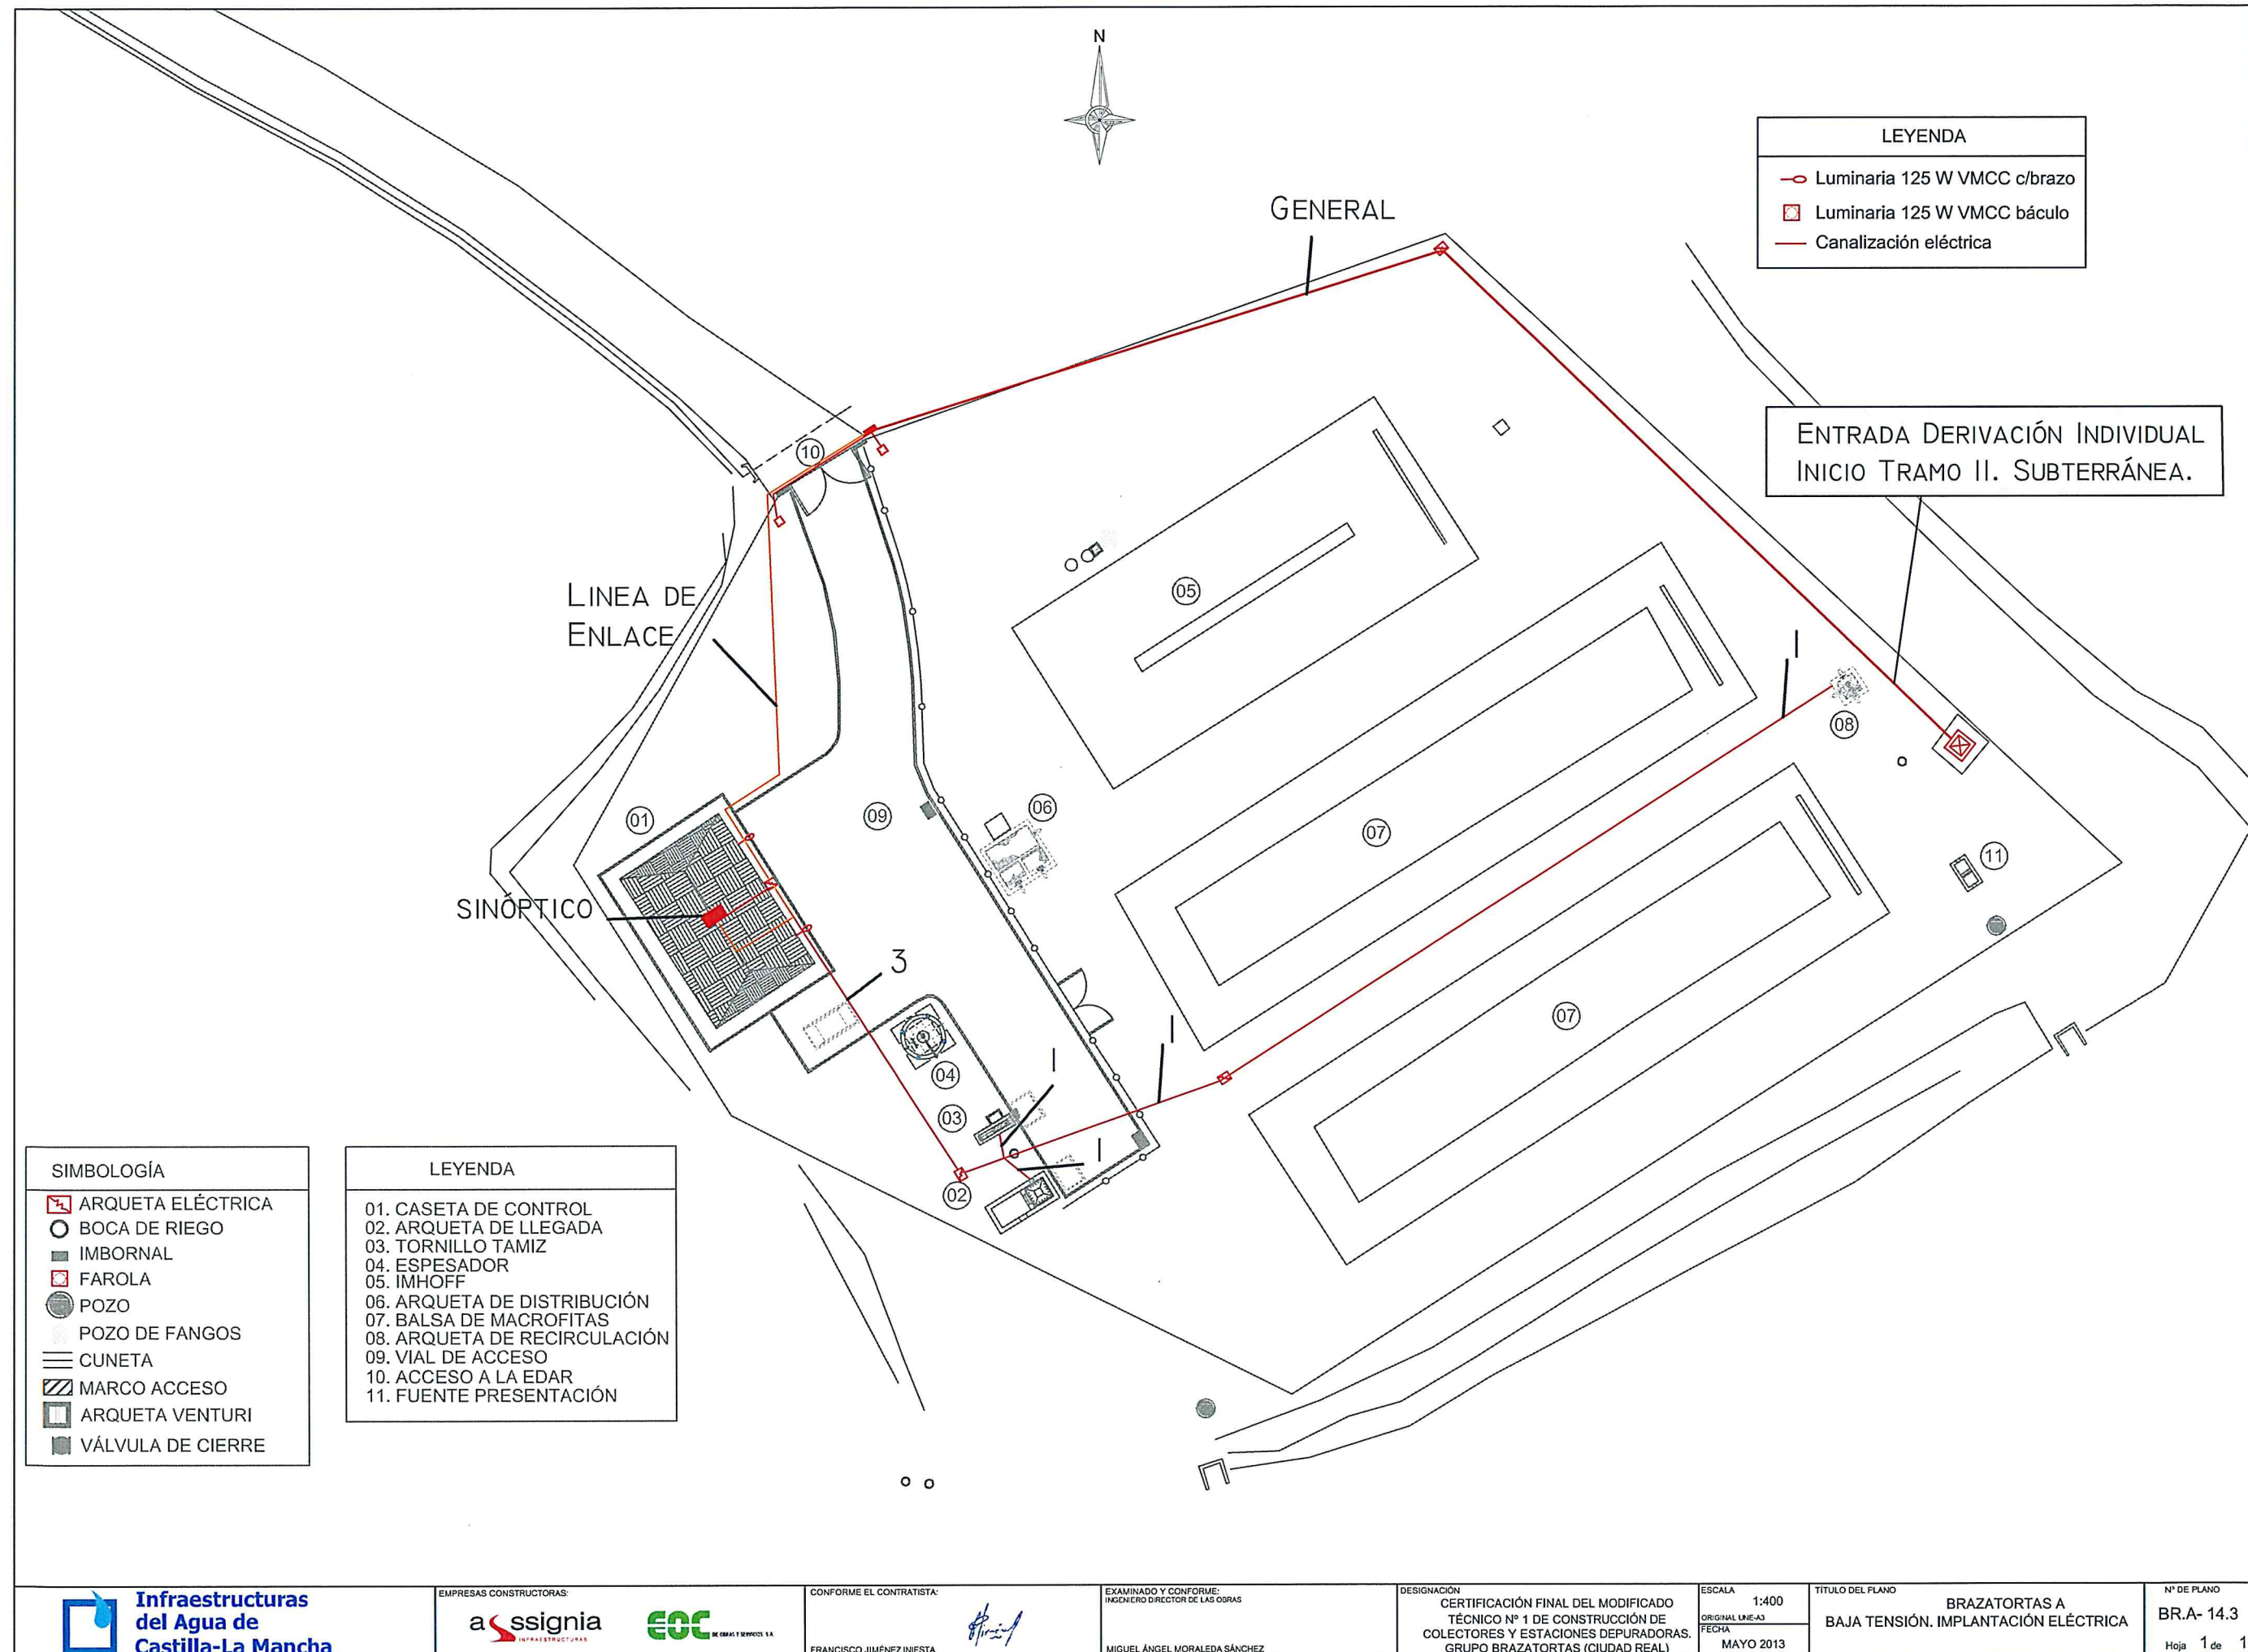 N
LEYENDA
Luminaria 125 W VMCC c/brazo
Luminaria 125 W VMCC báculo
Canalización eléctrica
GENERAL
ENTRADA DERIVACIÓN INDIVIDUAL
INICIO TRAMO II. SUBTERRÁNEA.
10
LINEA DE
ENLACE
05
08
01
09
06
07
11
SINÓPTICO
3
07
04
03
02
I
I
I
I
SIMBOLOGÍA
ARQUETA ELÉCTRICA
BOCA DE RIEGO
IMBORNAL
FAROLA
POZO
POZO DE FANGOS
CUNETA
MARCO ACCESO
ARQUETA VENTURI
VÁLVULA DE CIERRE
LEYENDA
01. CASETA DE CONTROL
02. ARQUETA DE LLEGADA
03. TORNILLO TAMIZ
04. ESPESADOR
05. IMHOFF
06. ARQUETA DE DISTRIBUCIÓN
07. BALSA DE MACROFITAS
08. ARQUETA DE RECIRCULACIÓN
09. VIAL DE ACCESO
10. ACCESO A LA EDAR
11. FUENTE PRESENTACIÓN
Infraestructuras
del Agua de
Castilla-La Mancha
EMPRESAS CONSTRUCTORAS:
assignia
INFRAESTRUCTURAS
EOC
DE OBRAS Y SERVICIOS S.A.
CONFORME EL CONTRATISTA:
FRANCISCO JIMÉNEZ INIESTA
EXAMINADO Y CONFORME:
INGENIERO DIRECTOR DE LAS OBRAS
MIGUEL ÁNGEL MORALEDA SÁNCHEZ
DESIGNACIÓN
CERTIFICACIÓN FINAL DEL MODIFICADO
TÉCNICO Nº 1 DE CONSTRUCCIÓN DE
COLECTORES Y ESTACIONES DEPURADORAS.
GRUPO BRAZATORTAS (CIUDAD REAL)
ESCALA
1:400
ORIGINAL UNE-A3
FECHA
MAYO 2013
TÍTULO DEL PLANO
BRAZATORTAS A
BAJA TENSIÓN. IMPLANTACIÓN ELÉCTRICA
Nº DE PLANO
BR.A- 14.3
Hoja 1 de 1